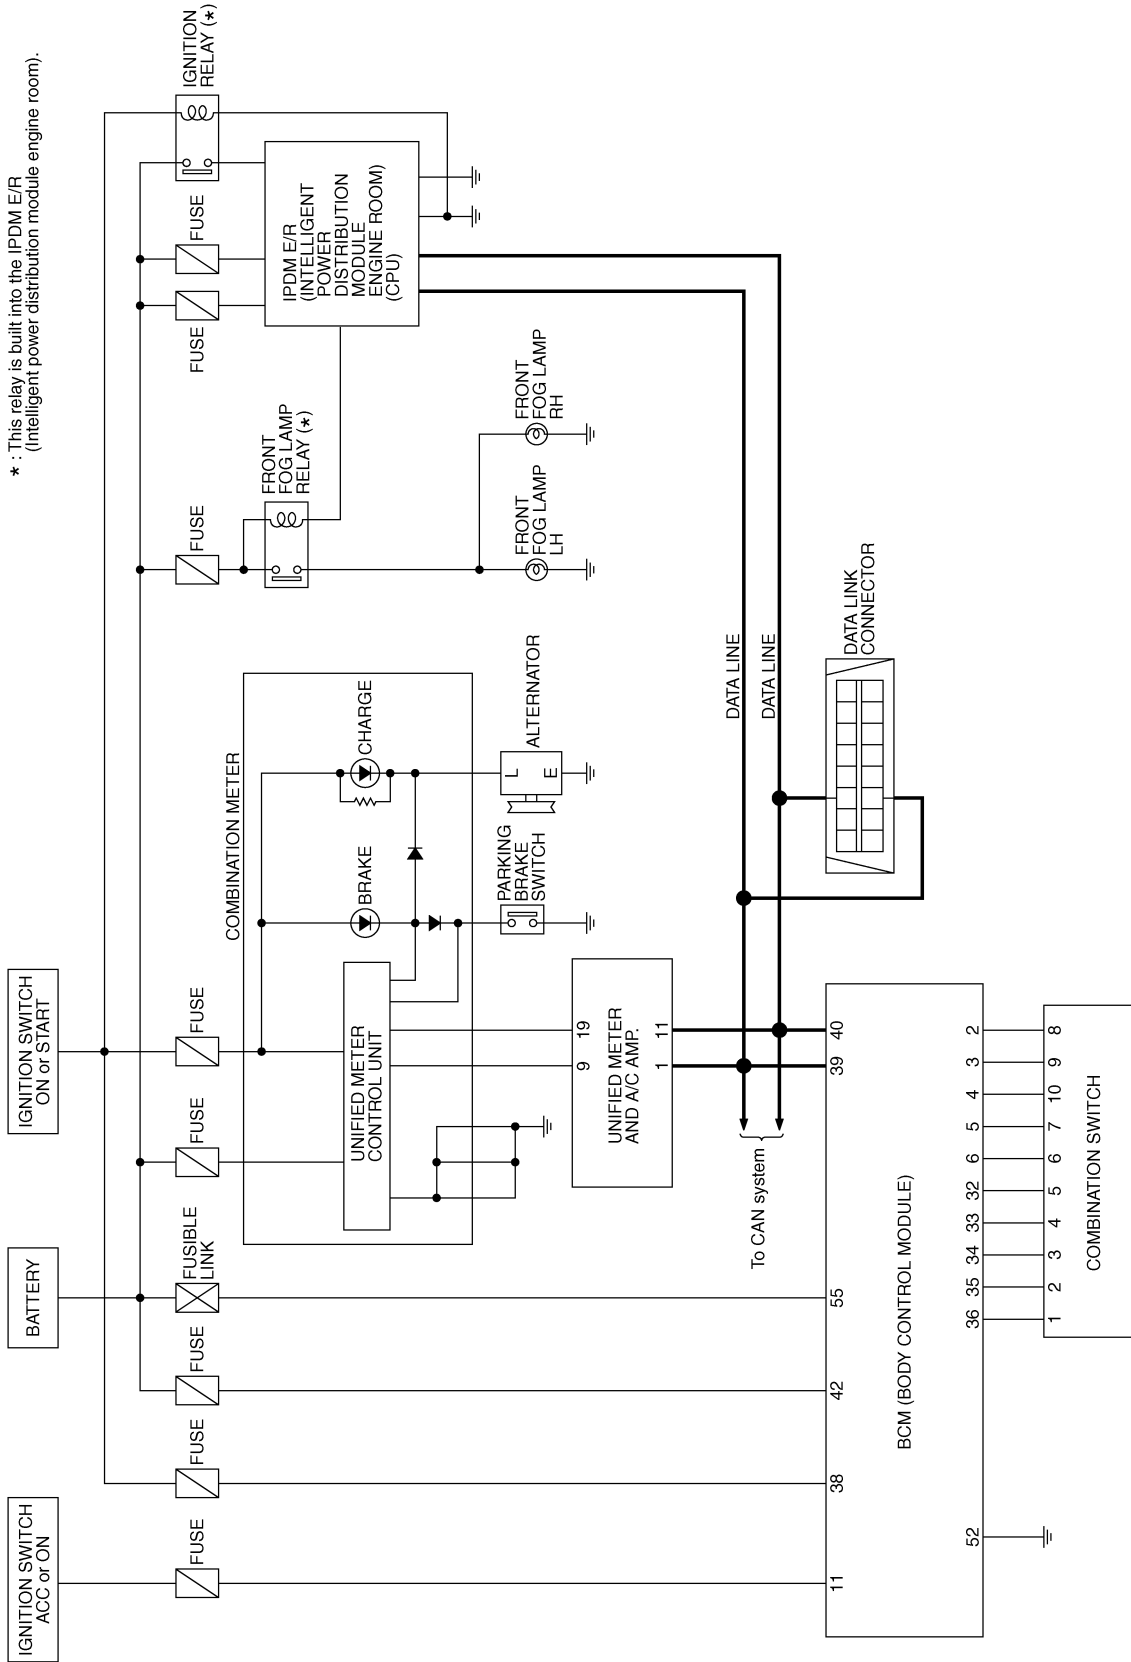 * : This relay is built into the IPDM E/R
(Intelligent power distribution module engine room).
IGNITION SWITCH
ACC or ON
BATTERY
IGNITION SWITCH
ON or START
FUSE
FUSE
FUSE
FUSIBLE
LINK
FUSE
FUSE
FUSE
FUSE
FUSE
IGNITION
RELAY (*)
COMBINATION METER
UNIFIED METER
CONTROL UNIT
BRAKE
CHARGE
FRONT
FOG LAMP
RELAY (*)
IPDM E/R
(INTELLIGENT
POWER
DISTRIBUTION
MODULE
ENGINE ROOM)
(CPU)
PARKING
BRAKE
SWITCH
ALTERNATOR
L
E
FRONT
FOG LAMP
LH
FRONT
FOG LAMP
RH
9
19
UNIFIED METER
AND A/C AMP.
1
11
DATA LINE
DATA LINE
To CAN system
DATA LINK
CONNECTOR
11
38
42
55
39
40
BCM (BODY CONTROL MODULE)
52
36
35
34
33
32
6
5
4
3
2
1
2
3
4
5
6
7
10
9
8
COMBINATION SWITCH